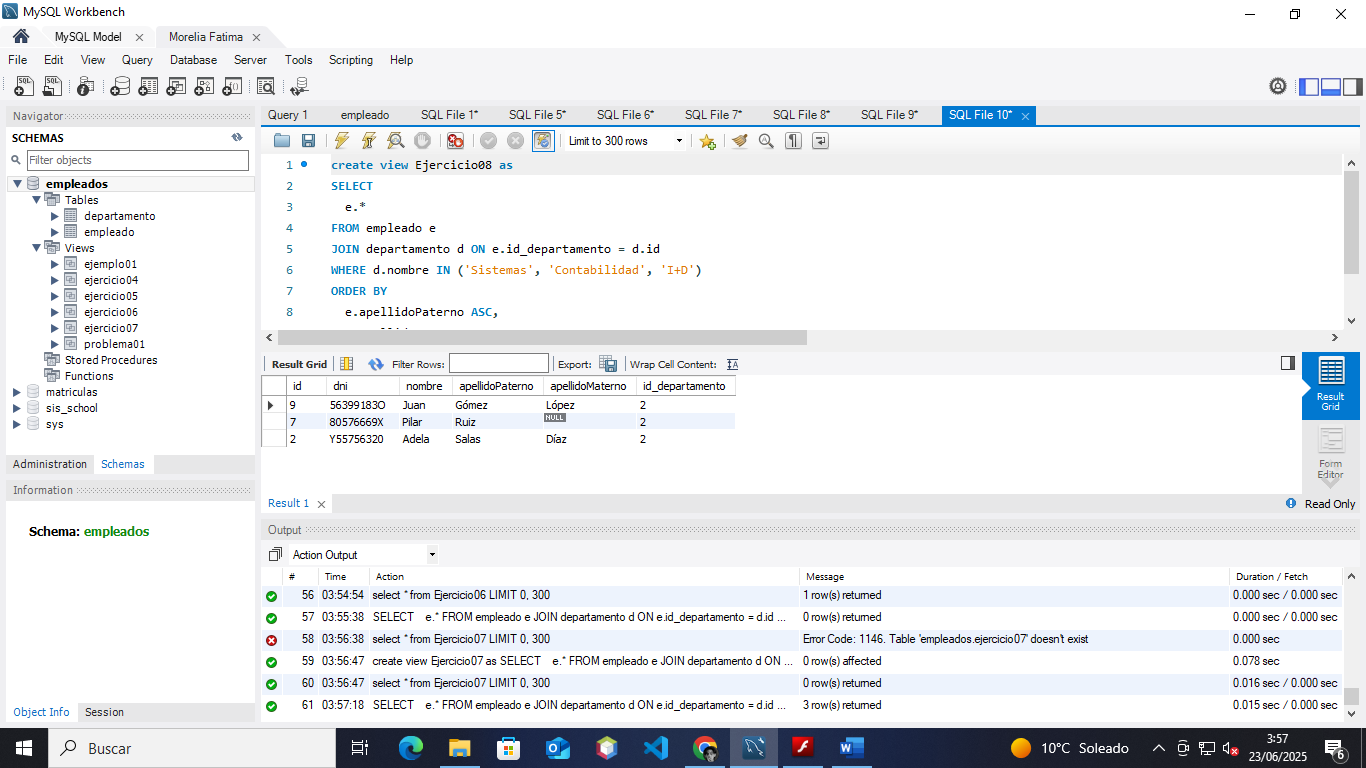 MySQL Workbench
MySQL Model
Morelia Fatima
File Edit View Query Database Server Tools Scripting Help
Navigator
SCHEMAS
Filter objects
empleados
Tables
departamento
empleado
Views
ejemplo01
ejercicio04
ejercicio05
ejercicio06
ejercicio07
problema01
Stored Procedures
Functions
matriculas
sis_school
sys
Administration Schemas
Information
Schema: empleados
Object Info Session
Query 1 empleado SQL File 1* SQL File 5* SQL File 6* SQL File 7* SQL File 8* SQL File 9* SQL File 10*
Limit to 300 rows
1 create view Ejercicio08 as
2 SELECT
3 e.*
4 FROM empleado e
5 JOIN departamento d ON e.id_departamento = d.id
6 WHERE d.nombre IN ('Sistemas', 'Contabilidad', 'I+D')
7 ORDER BY
8 e.apellidoPaterno ASC,
Result Grid Filter Rows: Export: Wrap Cell Content:
id dni nombre apellidoPaterno apellidoMaterno id_departamento
9 56399183O Juan Gómez López 2
7 80576669X Pilar Ruiz NULL 2
2 Y55756320 Adela Salas Díaz 2
Result Grid
Form Editor
Result 1
Read Only
Output
Action Output
# Time Action Message Duration / Fetch
56 03:54:54 select * from Ejercicio06 LIMIT 0, 300 1 row(s) returned 0.000 sec / 0.000 sec
57 03:55:38 SELECT e.* FROM empleado e JOIN departamento d ON e.id_departamento = d.id ... 0 row(s) returned 0.000 sec / 0.000 sec
58 03:56:38 select * from Ejercicio07 LIMIT 0, 300 Error Code: 1146. Table 'empleados.ejercicio07' doesn't exist 0.000 sec
59 03:56:47 create view Ejercicio07 as SELECT e.* FROM empleado e JOIN departamento d ON ... 0 row(s) affected 0.078 sec
60 03:56:47 select * from Ejercicio07 LIMIT 0, 300 0 row(s) returned 0.016 sec / 0.000 sec
61 03:57:18 SELECT e.* FROM empleado e JOIN departamento d ON e.id_departamento = d.id ... 3 row(s) returned 0.015 sec / 0.000 sec
Buscar
10°C Soleado
3:57
23/06/2025
6